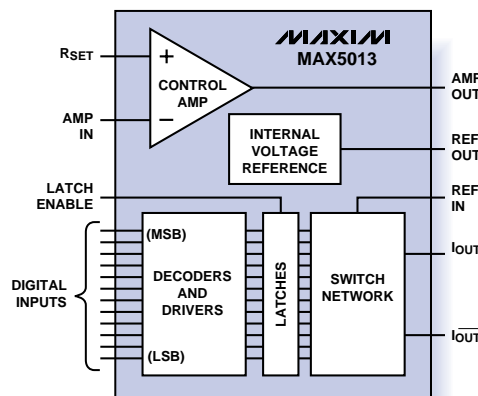 MAXIM
MAX5013
RSET
+
CONTROL
AMP
AMP
IN
−
AMP
OUT
INTERNAL
VOLTAGE
REFERENCE
REF
OUT
LATCH
ENABLE
REF
IN
DIGITAL
INPUTS
(MSB)
DECODERS
AND
DRIVERS
(LSB)
LATCHES
SWITCH
NETWORK
IOUT
IOUT